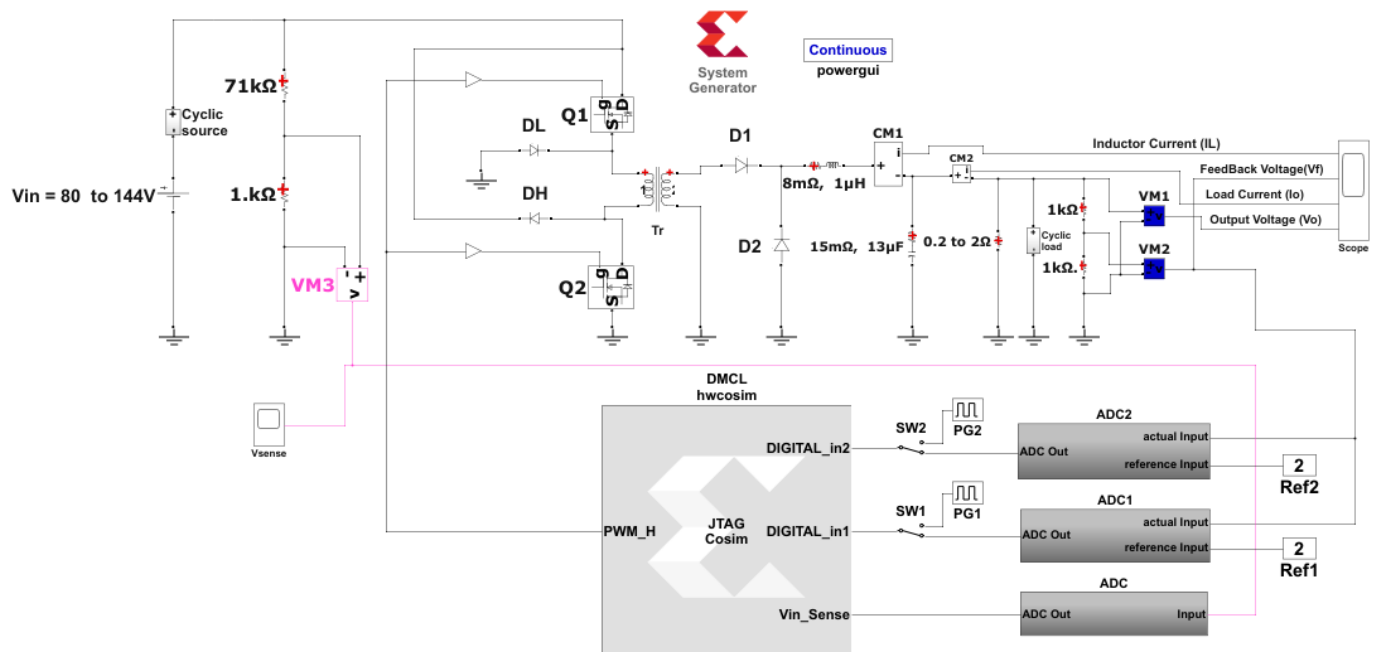 System
Generator
Continuous
powergui
71kΩ
Cyclic
source
Vin = 80 to 144V
1.kΩ
VM3
v
-
+
Q1
g
D
S
DL
DH
Q2
g
D
S
Tr
D1
D2
8mΩ, 1μH
CM1
+
i
-
CM2
+
i
-
15mΩ, 13μF
0.2 to 2Ω
Cyclic
load
1kΩ
1kΩ.
VM1
VM2
Inductor Current (IL)
FeedBack Voltage(Vf)
Load Current (Io)
Output Voltage (Vo)
Scope
Vsense
DMCL
hwcosim
PWM_H
JTAG
Cosim
DIGITAL_in2
DIGITAL_in1
Vin_Sense
SW2
PG2
SW1
PG1
ADC2
actual Input
ADC Out
reference Input
2
Ref2
ADC1
actual Input
ADC Out
reference Input
2
Ref1
ADC
ADC Out
Input